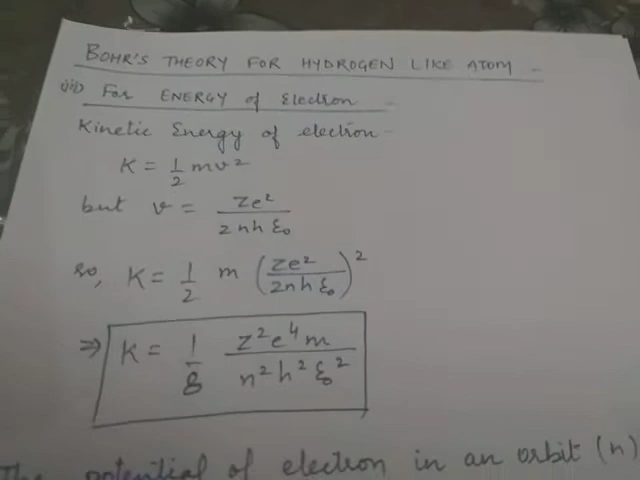 BOHR'S THEORY FOR HYDROGEN LIKE ATOM -
(iii) For ENERGY of Electron -
Kinetic Energy of electron -
K = 1/2 mv²
but v = Ze²/2nhε₀
so, K = 1/2 m (Ze²/2nhε₀)²
⇒ K = 1/8 Z²e⁴m/n²h²ε₀²
The potential of electron in an orbit (n)